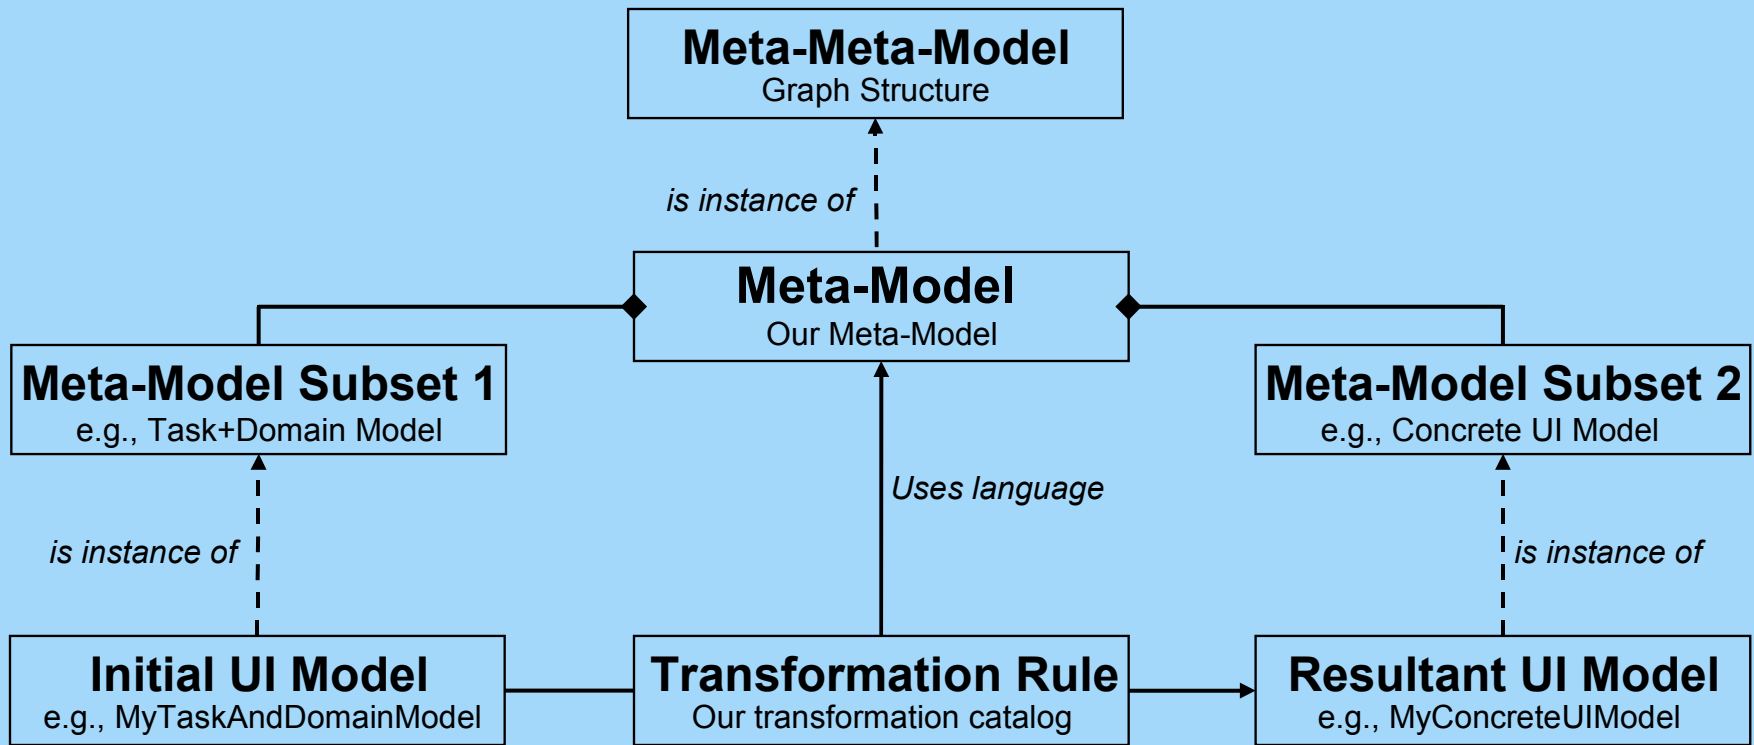 Meta-Meta-Model
Graph Structure
is instance of
Meta-Model
Our Meta-Model
Meta-Model Subset 1
e.g., Task+Domain Model
Meta-Model Subset 2
e.g., Concrete UI Model
Uses language
is instance of
is instance of
Initial UI Model
e.g., MyTaskAndDomainModel
Transformation Rule
Our transformation catalog
Resultant UI Model
e.g., MyConcreteUIModel